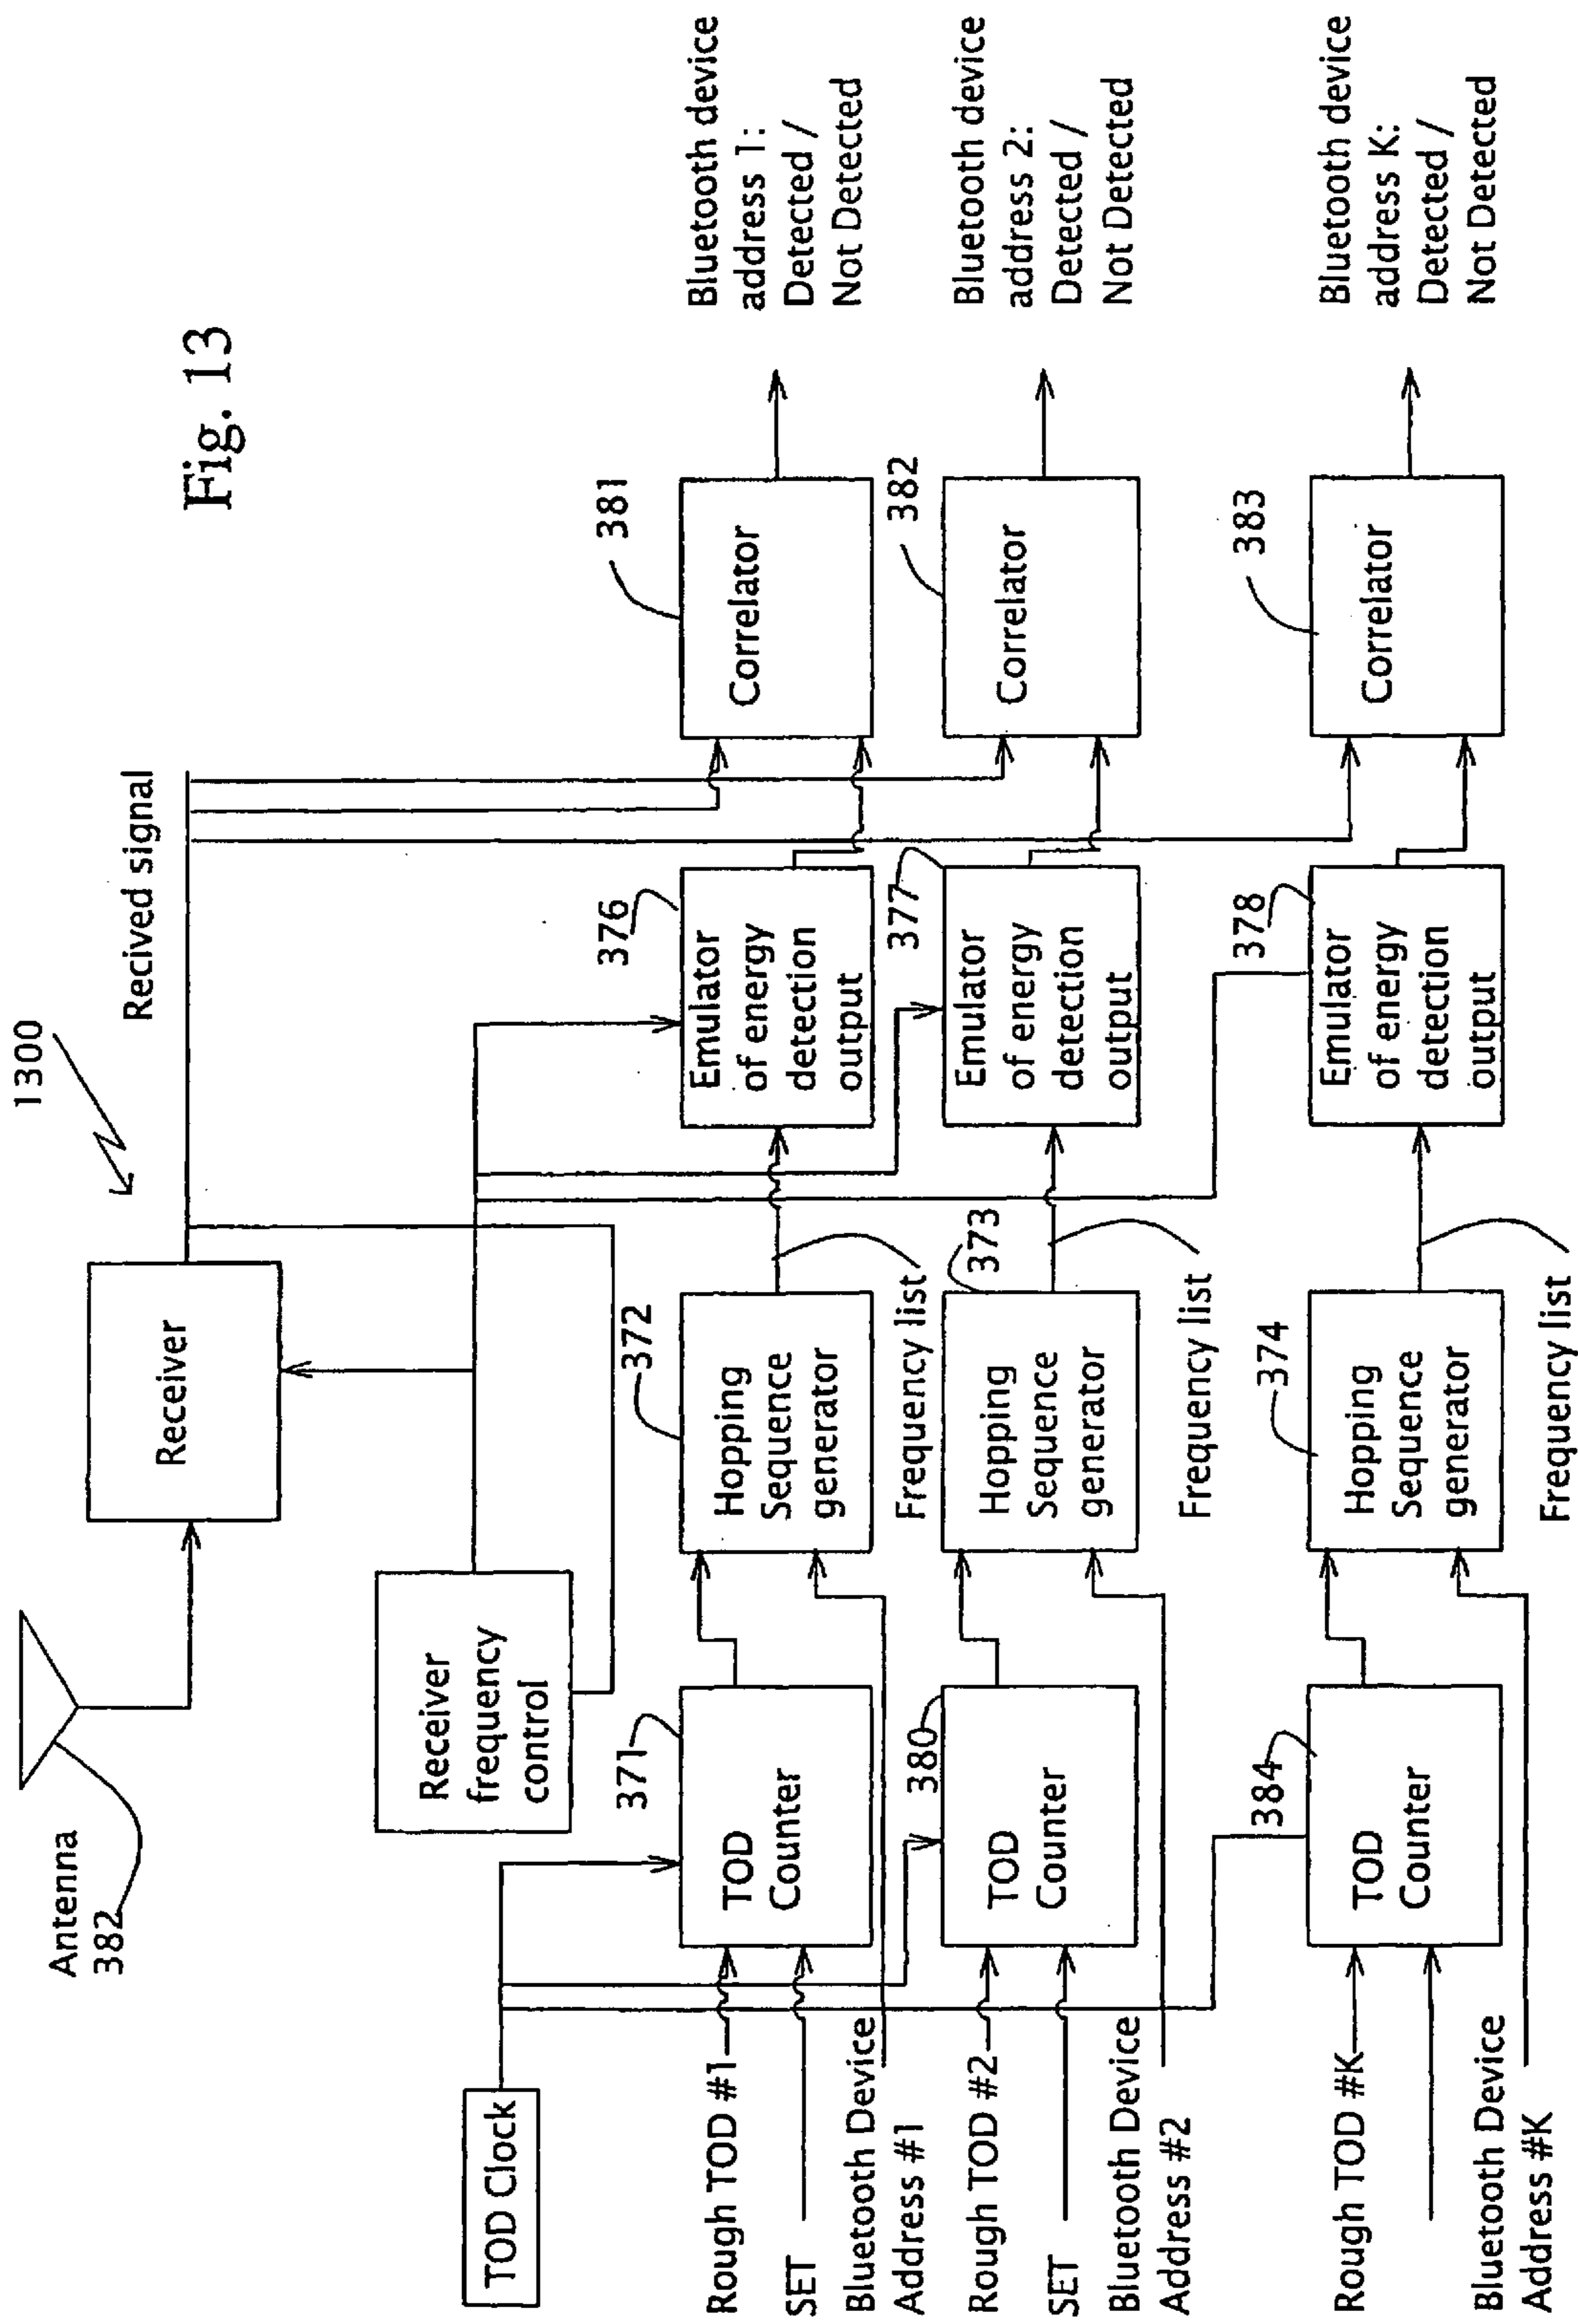 Fig. 13
1300
Antenna
382
Receiver
Recived signal
Receiver
frequency
control
TOD Clock
Rough TOD #1
SET
Bluetooth Device
Address #1
371
TOD
Counter
372
Hopping
Sequence
generator
Frequency list
376
Emulator
of energy
detection
output
381
Correlator
Bluetooth device
address 1:
Detected /
Not Detected
Rough TOD #2
SET
Bluetooth Device
Address #2
380
TOD
Counter
373
Hopping
Sequence
generator
Frequency list
377
Emulator
of energy
detection
output
382
Correlator
Bluetooth device
address 2:
Detected /
Not Detected
Rough TOD #K
Bluetooth Device
Address #K
384
TOD
Counter
374
Hopping
Sequence
generator
Frequency list
378
Emulator
of energy
detection
output
383
Correlator
Bluetooth device
address K:
Detected /
Not Detected